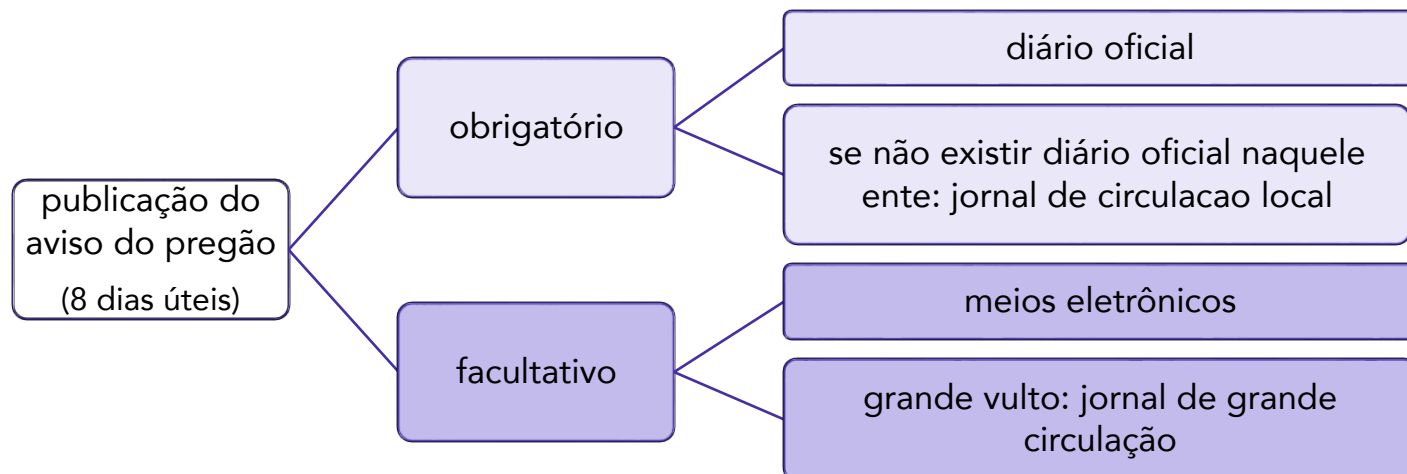 publicação do
aviso do pregão
(8 dias úteis)
obrigatório
diário oficial
se não existir diário oficial naquele
ente: jornal de circulacao local
facultativo
meios eletrônicos
grande vulto: jornal de grande
circulação